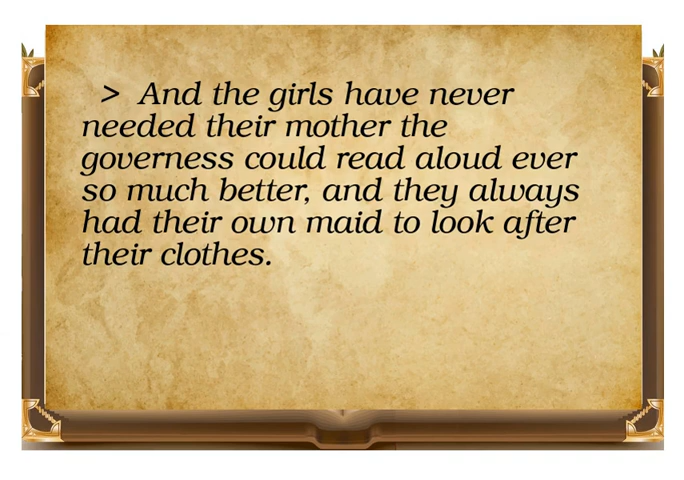 > And the girls have never
needed their mother the
governess could read aloud ever
so much better, and they always
had their own maid to look after
their clothes.